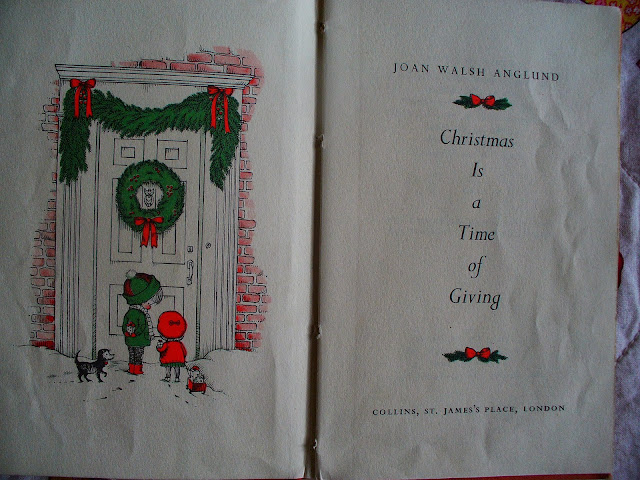 JOAN WALSH ANGLUND
Christmas
Is
a
Time
of
Giving
COLLINS, ST. JAMES'S PLACE, LONDON